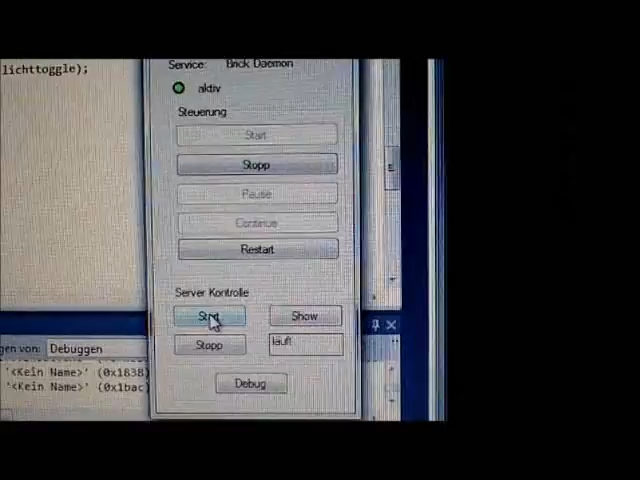 lichttoggle);
Service: Brick Daemon
aktiv
Steuerung
Start
Stopp
Pause
Continue
Restart
Server Kontrolle
Start
Show
Stopp
läuft
Debug
gen von: Debuggen
'<Kein Name>' (0x1838)
'<Kein Name>' (0x1bac)